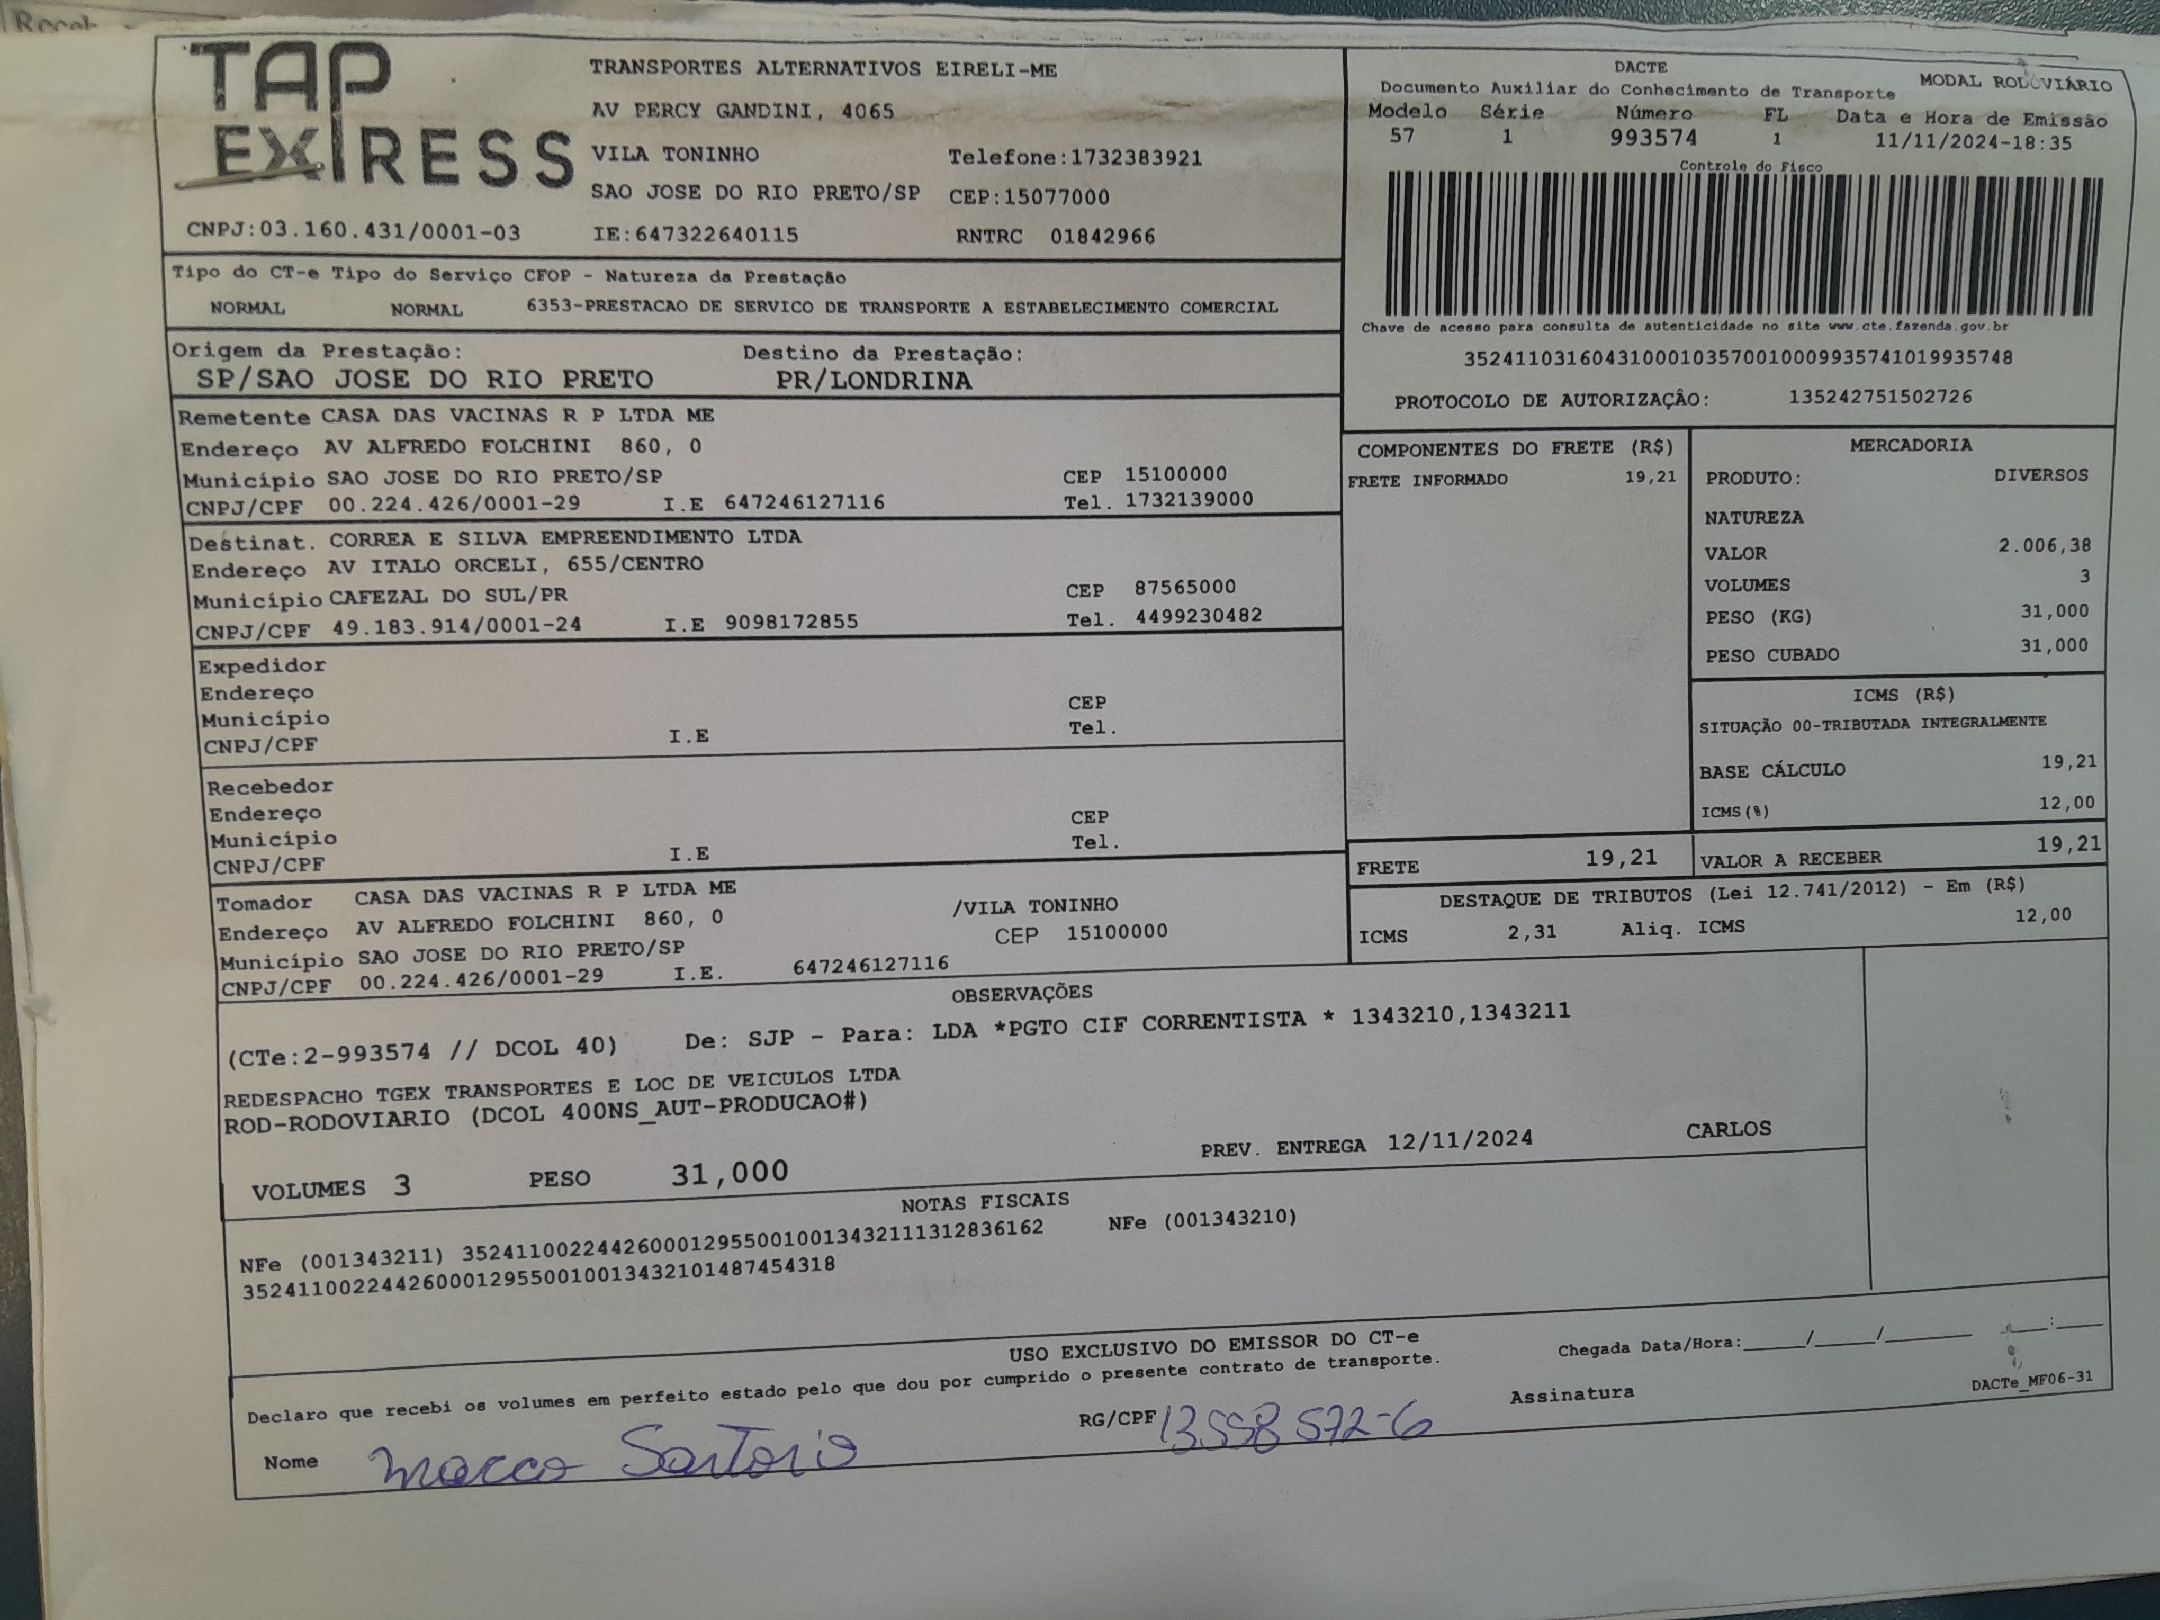 TAP EXPRESS
TRANSPORTES ALTERNATIVOS EIRELI-ME
AV PERCY GANDINI, 4065
VILA TONINHO Telefone:1732383921
SAO JOSE DO RIO PRETO/SP CEP:15077000
CNPJ:03.160.431/0001-03 IE:647322640115 RNTRC 01842966
DACTE
Documento Auxiliar do Conhecimento de Transporte MODAL RODOVIÁRIO
Modelo Série Número FL Data e Hora de Emissão
57 1 993574 1 11/11/2024-18:35
Controle do Fisco
Chave de acesso para consulta de autenticidade no site www.cte.fazenda.gov.br
35241103160431000103570010009935741019935748
PROTOCOLO DE AUTORIZAÇÂO: 135242751502726
Tipo do CT-e Tipo do Serviço CFOP - Natureza da Prestação
NORMAL NORMAL 6353-PRESTACAO DE SERVICO DE TRANSPORTE A ESTABELECIMENTO COMERCIAL
Origem da Prestação: Destino da Prestação:
SP/SAO JOSE DO RIO PRETO PR/LONDRINA
Remetente CASA DAS VACINAS R P LTDA ME
Endereço AV ALFREDO FOLCHINI 860, 0
Município SAO JOSE DO RIO PRETO/SP CEP 15100000
CNPJ/CPF 00.224.426/0001-29 I.E 647246127116 Tel. 1732139000
Destinat. CORREA E SILVA EMPREENDIMENTO LTDA
Endereço AV ITALO ORCELI, 655/CENTRO
Município CAFEZAL DO SUL/PR CEP 87565000
CNPJ/CPF 49.183.914/0001-24 I.E 9098172855 Tel. 4499230482
Expedidor
Endereço
Município CEP
CNPJ/CPF I.E Tel.
Recebedor
Endereço
Município CEP
CNPJ/CPF I.E Tel.
Tomador CASA DAS VACINAS R P LTDA ME
Endereço AV ALFREDO FOLCHINI 860, 0 /VILA TONINHO
Município SAO JOSE DO RIO PRETO/SP CEP 15100000
CNPJ/CPF 00.224.426/0001-29 I.E. 647246127116
COMPONENTES DO FRETE (R$)
FRETE INFORMADO 19,21
MERCADORIA
PRODUTO: DIVERSOS
NATUREZA
VALOR 2.006,38
VOLUMES 3
PESO (KG) 31,000
PESO CUBADO 31,000
ICMS (R$)
SITUAÇÃO 00-TRIBUTADA INTEGRALMENTE
BASE CÁLCULO 19,21
ICMS(%) 12,00
FRETE 19,21 VALOR A RECEBER 19,21
DESTAQUE DE TRIBUTOS (Lei 12.741/2012) - Em (R$)
ICMS 2,31 Aliq. ICMS 12,00
OBSERVAÇÕES
(CTe:2-993574 // DCOL 40) De: SJP - Para: LDA *PGTO CIF CORRENTISTA * 1343210,1343211
REDESPACHO TGEX TRANSPORTES E LOC DE VEICULOS LTDA
ROD-RODOVIARIO (DCOL 400NS_AUT-PRODUCAO#)
PREV. ENTREGA 12/11/2024 CARLOS
VOLUMES 3 PESO 31,000
NOTAS FISCAIS
NFe (001343211) 35241100224426000129550010013432111312836162 NFe (001343210)
35241100224426000129550010013432101487454318
USO EXCLUSIVO DO EMISSOR DO CT-e
Declaro que recebi os volumes em perfeito estado pelo que dou por cumprido o presente contrato de transporte.
Chegada Data/Hora:_____/_____/_______ ____:____
Nome Marco Sartorio RG/CPF 13558572-6 Assinatura
DACTe_MF06-31